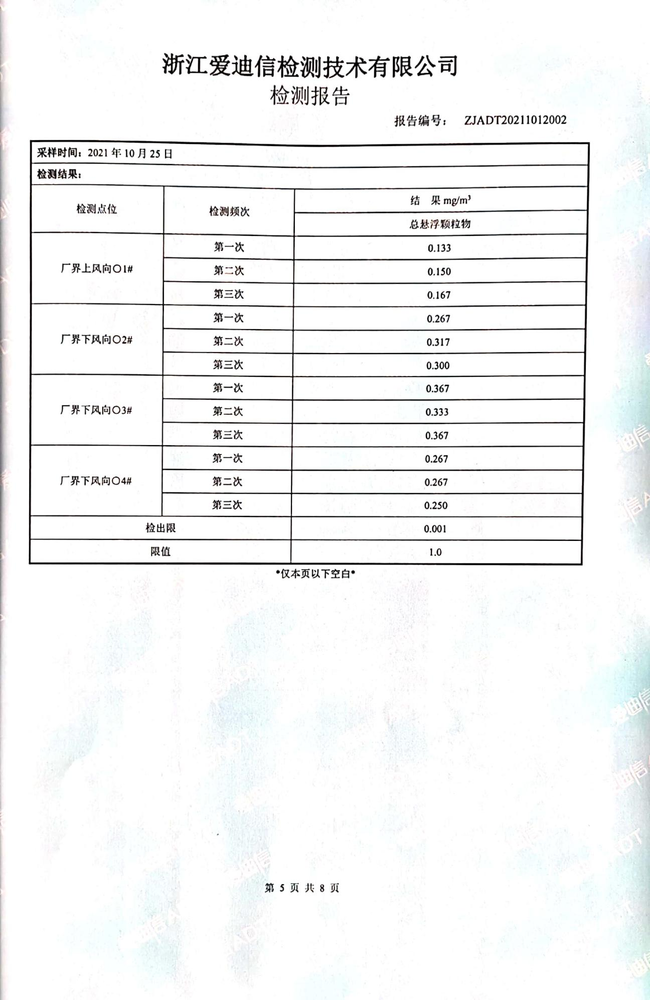 浙江爱迪信检测技术有限公司
检测报告
报告编号： ZJADT20211012002
采样时间：2021 年 10 月 25 日
检测结果：
检测点位 检测频次 结 果 mg/m³
总悬浮颗粒物
厂界上风向○1# 第一次 0.133
第二次 0.150
第三次 0.167
厂界下风向○2# 第一次 0.267
第二次 0.317
第三次 0.300
厂界下风向○3# 第一次 0.367
第二次 0.333
第三次 0.367
厂界下风向○4# 第一次 0.267
第二次 0.267
第三次 0.250
检出限 0.001
限值 1.0
*仅本页以下空白*
第 5 页 共 8 页